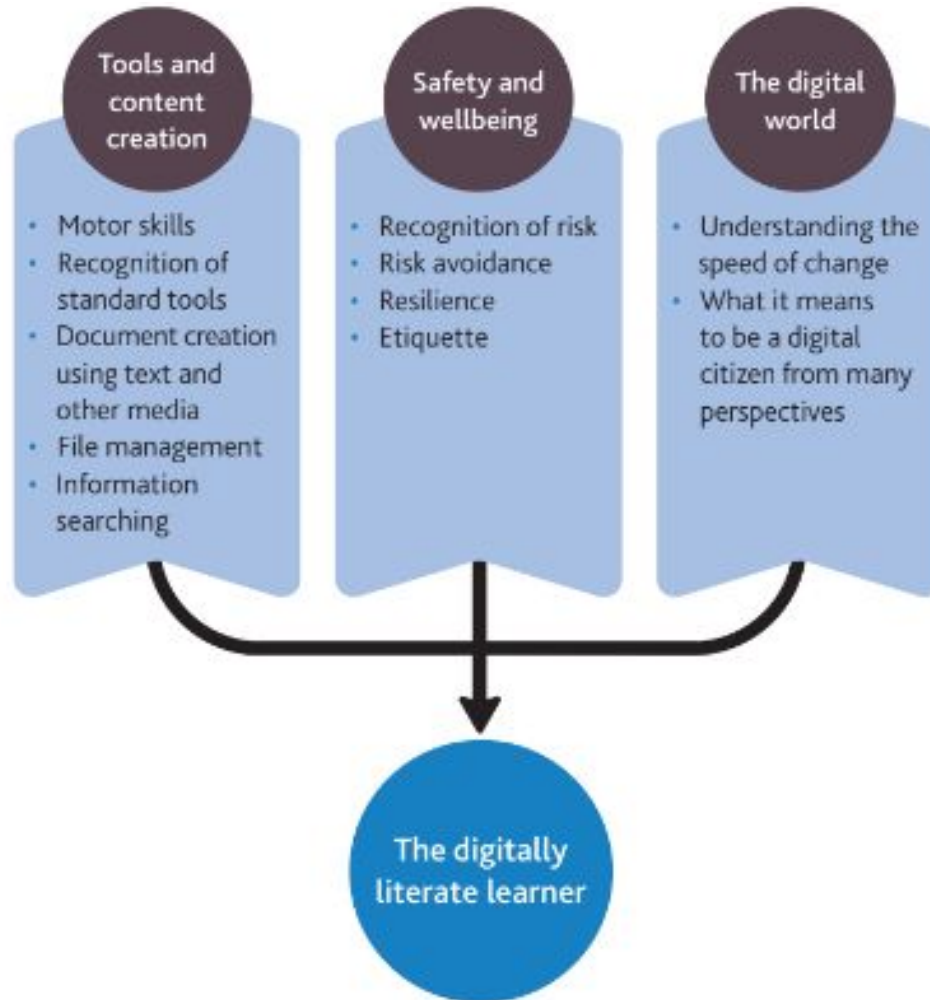 Tools and
content
creation
• Motor skills
• Recognition of
standard tools
• Document creation
using text and
other media
• File management
• Information
searching
Safety and
wellbeing
• Recognition of risk
• Risk avoidance
• Resilience
• Etiquette
The digital
world
• Understanding the
speed of change
• What it means
to be a digital
citizen from many
perspectives
The digitally
literate learner